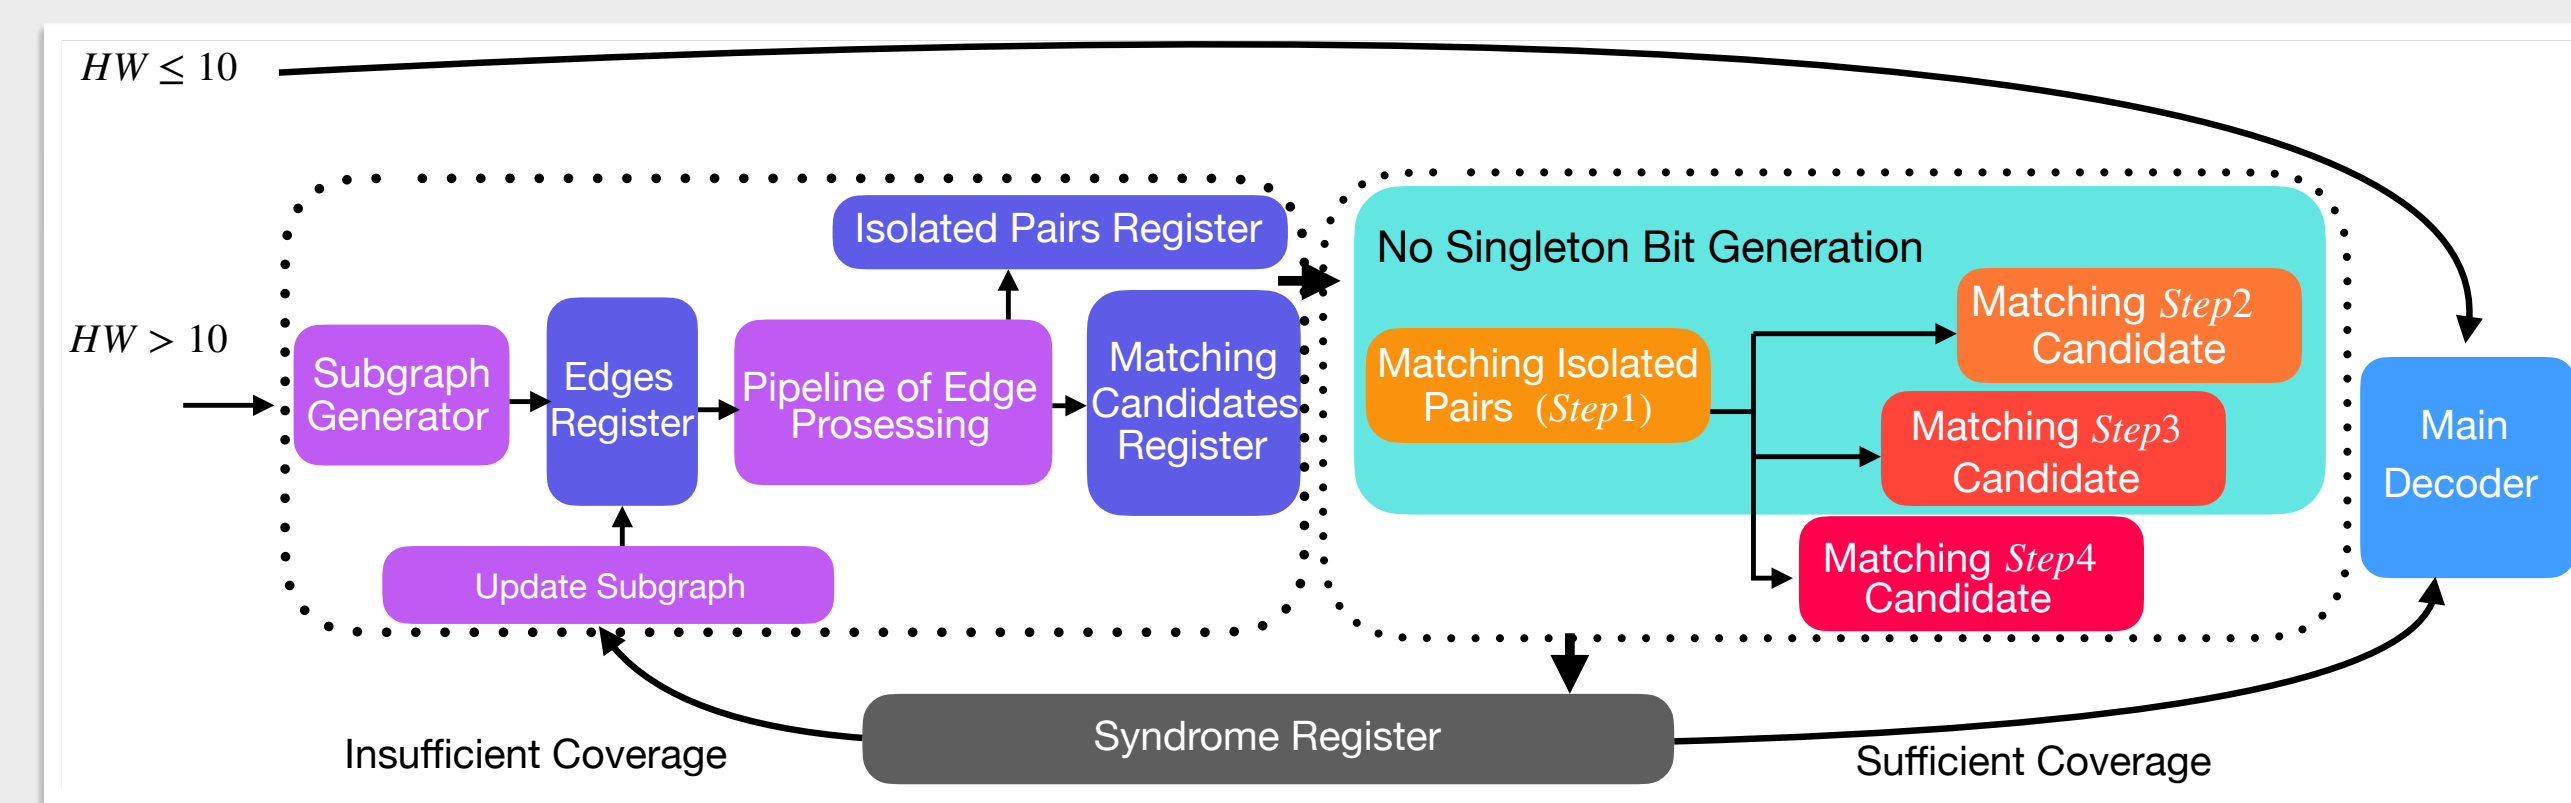 HW ≤ 10
HW > 10
Subgraph
Generator
Edges
Register
Pipeline of Edge
Prosessing
Isolated Pairs Register
Matching
Candidates
Register
Update Subgraph
No Singleton Bit Generation
Matching Isolated
Pairs (Step1)
Matching Step2
Candidate
Matching Step3
Candidate
Matching Step4
Candidate
Main
Decoder
Syndrome Register
Insufficient Coverage
Sufficient Coverage